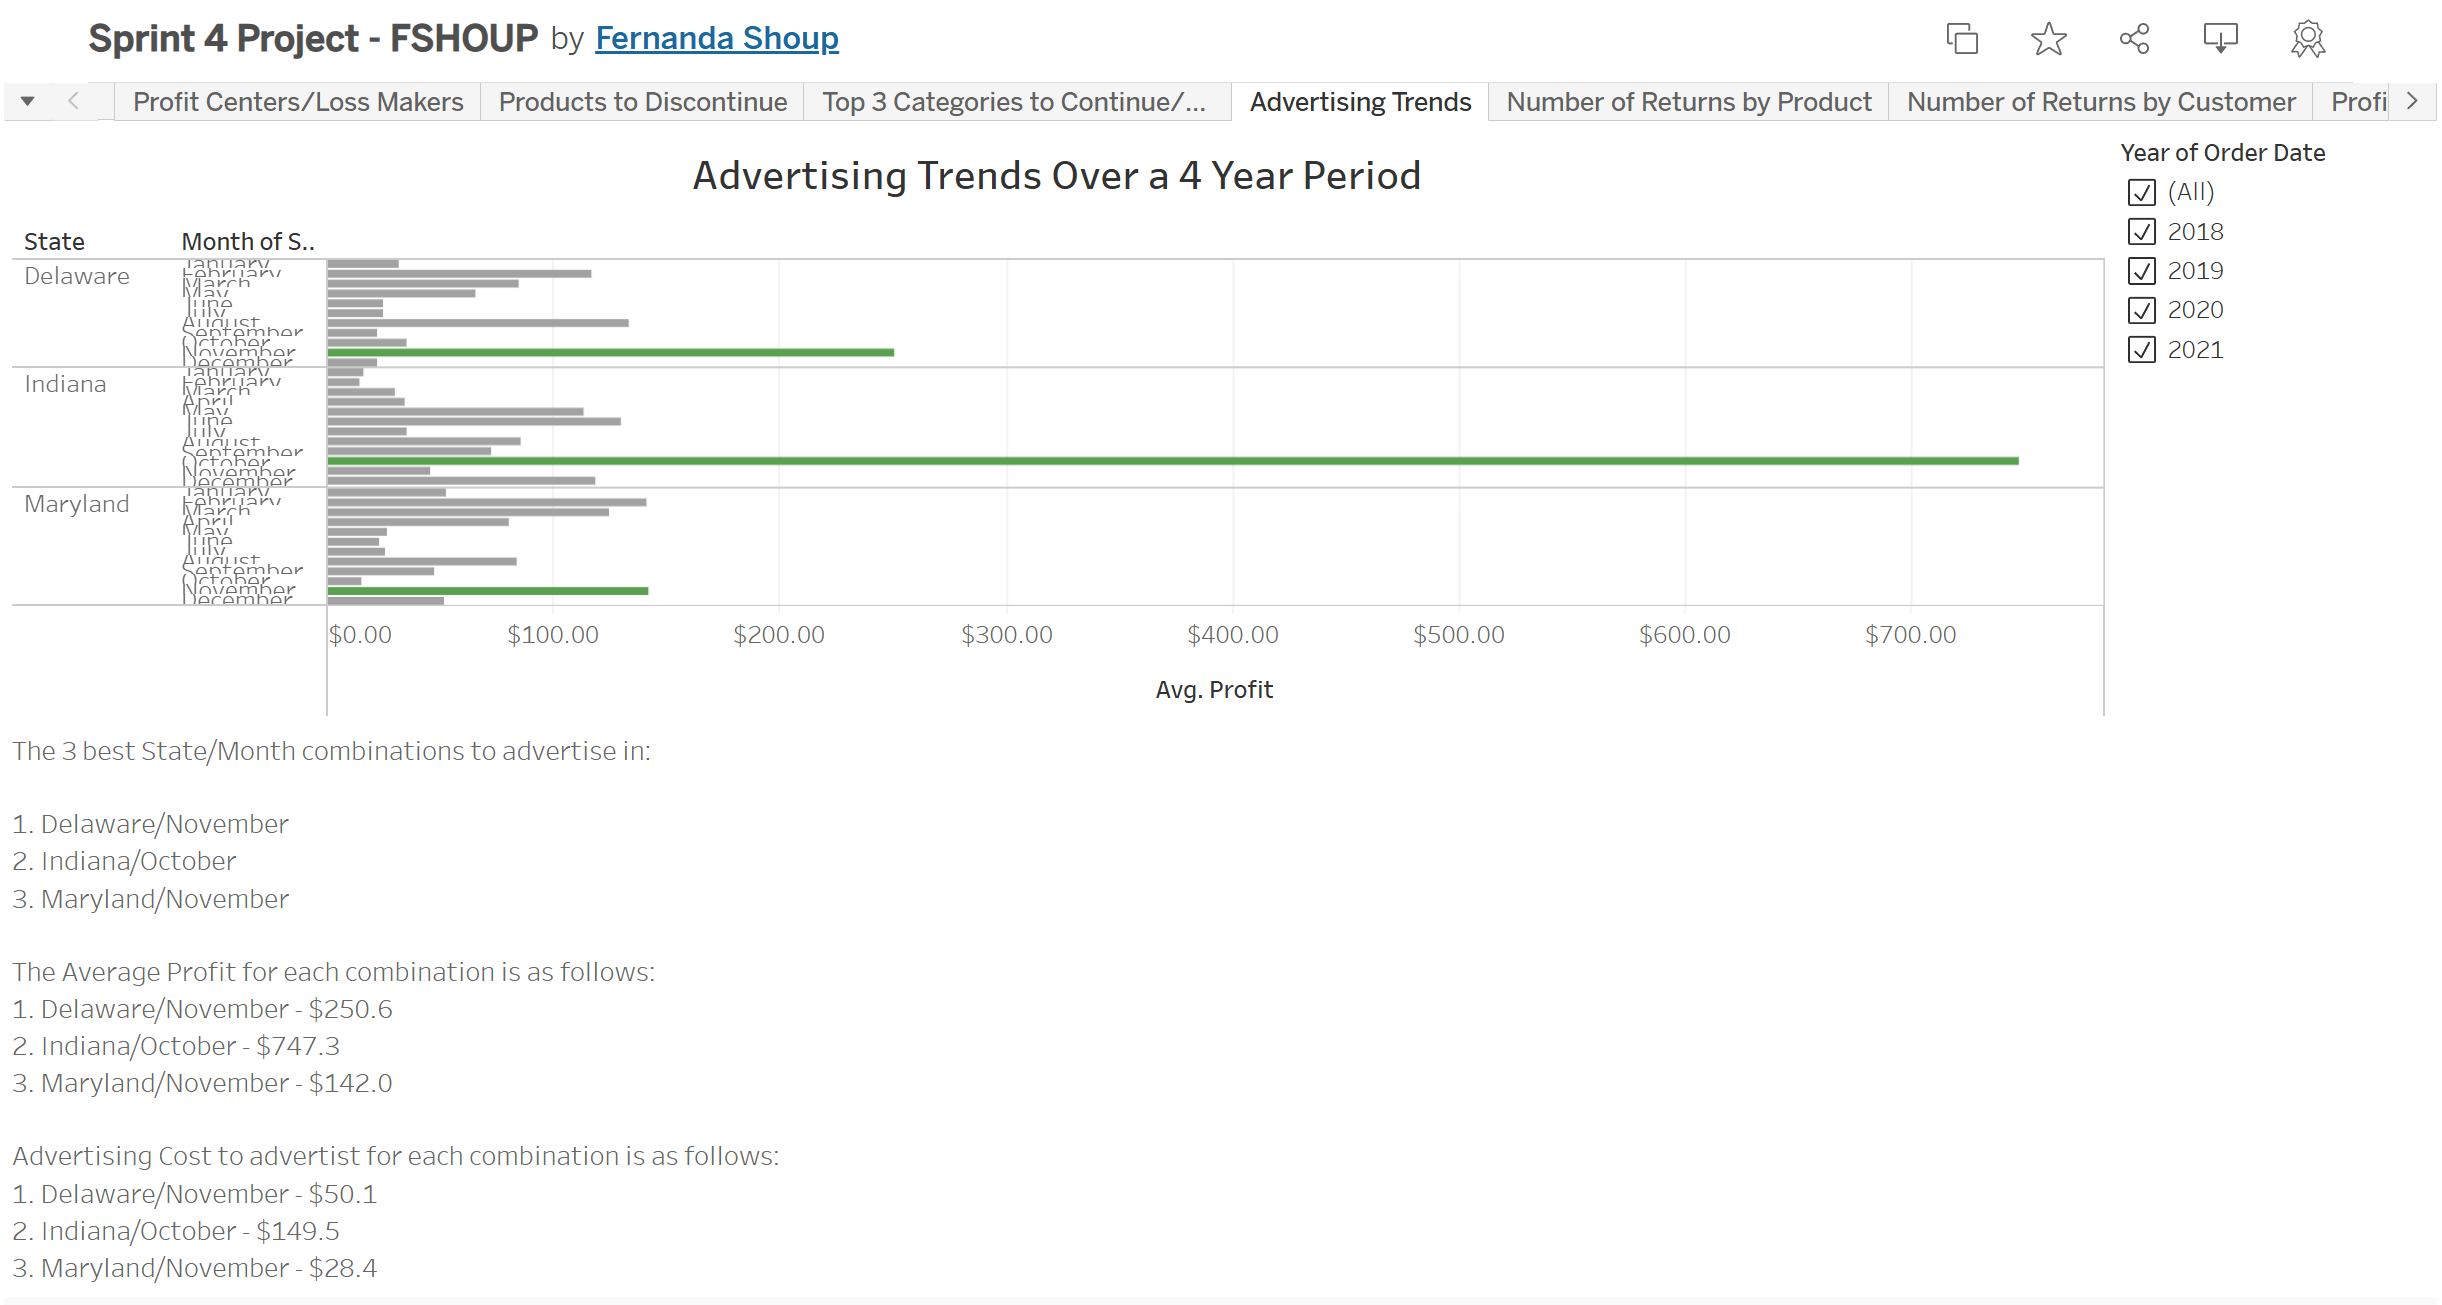 Sprint 4 Project - FSHOUP by Fernanda Shoup
Profit Centers/Loss Makers
Products to Discontinue
Top 3 Categories to Continue/...
Advertising Trends
Number of Returns by Product
Number of Returns by Customer
Profi
Advertising Trends Over a 4 Year Period
Year of Order Date
(All)
2018
2019
2020
2021
State
Month of S..
Delaware
January
February
March
May
June
July
August
September
October
November
December
Indiana
January
February
March
April
May
June
July
August
September
October
November
December
Maryland
January
February
March
April
May
June
July
August
September
October
November
December
$0.00
$100.00
$200.00
$300.00
$400.00
$500.00
$600.00
$700.00
Avg. Profit
The 3 best State/Month combinations to advertise in:
1. Delaware/November
2. Indiana/October
3. Maryland/November
The Average Profit for each combination is as follows:
1. Delaware/November - $250.6
2. Indiana/October - $747.3
3. Maryland/November - $142.0
Advertising Cost to advertist for each combination is as follows:
1. Delaware/November - $50.1
2. Indiana/October - $149.5
3. Maryland/November - $28.4